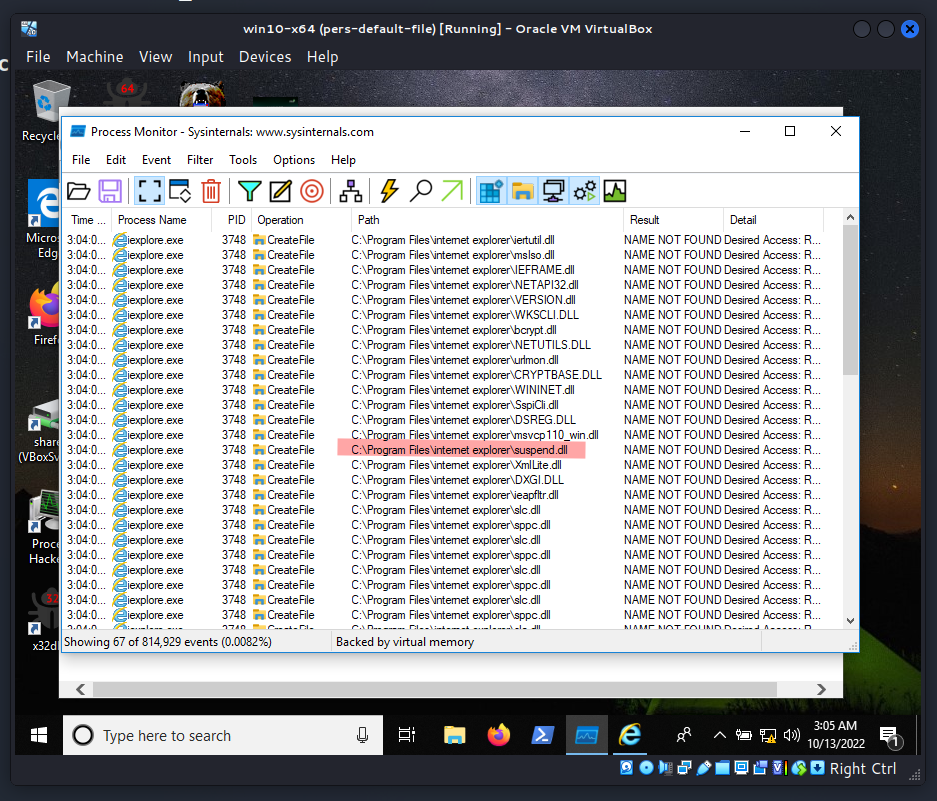 win10-x64 (pers-default-file) [Running] - Oracle VM VirtualBox
File Machine View Input Devices Help
64
Recycle
Process Monitor - Sysinternals: www.sysinternals.com
File Edit Event Filter Tools Options Help
Time ... Process Name PID Operation Path Result Detail
3:04:0... iexplore.exe 3748 CreateFile C:\Program Files\internet explorer\iertutil.dll NAME NOT FOUND Desired Access: R...
3:04:0... iexplore.exe 3748 CreateFile C:\Program Files\internet explorer\mslso.dll NAME NOT FOUND Desired Access: R...
3:04:0... iexplore.exe 3748 CreateFile C:\Program Files\internet explorer\IEFRAME.dll NAME NOT FOUND Desired Access: R...
3:04:0... iexplore.exe 3748 CreateFile C:\Program Files\internet explorer\NETAPI32.dll NAME NOT FOUND Desired Access: R...
3:04:0... iexplore.exe 3748 CreateFile C:\Program Files\internet explorer\VERSION.dll NAME NOT FOUND Desired Access: R...
3:04:0... iexplore.exe 3748 CreateFile C:\Program Files\internet explorer\WKSCLI.DLL NAME NOT FOUND Desired Access: R...
3:04:0... iexplore.exe 3748 CreateFile C:\Program Files\internet explorer\bcrypt.dll NAME NOT FOUND Desired Access: R...
3:04:0... iexplore.exe 3748 CreateFile C:\Program Files\internet explorer\NETUTILS.DLL NAME NOT FOUND Desired Access: R...
3:04:0... iexplore.exe 3748 CreateFile C:\Program Files\internet explorer\urlmon.dll NAME NOT FOUND Desired Access: R...
3:04:0... iexplore.exe 3748 CreateFile C:\Program Files\internet explorer\CRYPTBASE.DLL NAME NOT FOUND Desired Access: R...
3:04:0... iexplore.exe 3748 CreateFile C:\Program Files\internet explorer\WININET.dll NAME NOT FOUND Desired Access: R...
3:04:0... iexplore.exe 3748 CreateFile C:\Program Files\internet explorer\SspiCli.dll NAME NOT FOUND Desired Access: R...
3:04:0... iexplore.exe 3748 CreateFile C:\Program Files\internet explorer\DSREG.DLL NAME NOT FOUND Desired Access: R...
3:04:0... iexplore.exe 3748 CreateFile C:\Program Files\internet explorer\msvcp110_win.dll NAME NOT FOUND Desired Access: R...
3:04:0... iexplore.exe 3748 CreateFile C:\Program Files\internet explorer\suspend.dll NAME NOT FOUND Desired Access: R...
3:04:0... iexplore.exe 3748 CreateFile C:\Program Files\internet explorer\XmlLite.dll NAME NOT FOUND Desired Access: R...
3:04:0... iexplore.exe 3748 CreateFile C:\Program Files\internet explorer\DXGI.DLL NAME NOT FOUND Desired Access: R...
3:04:0... iexplore.exe 3748 CreateFile C:\Program Files\internet explorer\ieapfltr.dll NAME NOT FOUND Desired Access: R...
3:04:0... iexplore.exe 3748 CreateFile C:\Program Files\internet explorer\slc.dll NAME NOT FOUND Desired Access: R...
3:04:0... iexplore.exe 3748 CreateFile C:\Program Files\internet explorer\sppc.dll NAME NOT FOUND Desired Access: R...
3:04:0... iexplore.exe 3748 CreateFile C:\Program Files\internet explorer\slc.dll NAME NOT FOUND Desired Access: R...
3:04:0... iexplore.exe 3748 CreateFile C:\Program Files\internet explorer\sppc.dll NAME NOT FOUND Desired Access: R...
3:04:0... iexplore.exe 3748 CreateFile C:\Program Files\internet explorer\slc.dll NAME NOT FOUND Desired Access: R...
3:04:0... iexplore.exe 3748 CreateFile C:\Program Files\internet explorer\sppc.dll NAME NOT FOUND Desired Access: R...
3:04:0... iexplore.exe 3748 CreateFile C:\Program Files\internet explorer\slc.dll NAME NOT FOUND Desired Access: R...
3:04:0... iexplore.exe 3748 CreateFile C:\Program Files\internet explorer\sppc.dll NAME NOT FOUND Desired Access: R...
Showing 67 of 814,929 events (0.0082%) Backed by virtual memory
Micros
Edg
Firef
share
(VBoxSv
Proce
Hacke
32
x32d
Type here to search
3:05 AM
10/13/2022
1
Right Ctrl